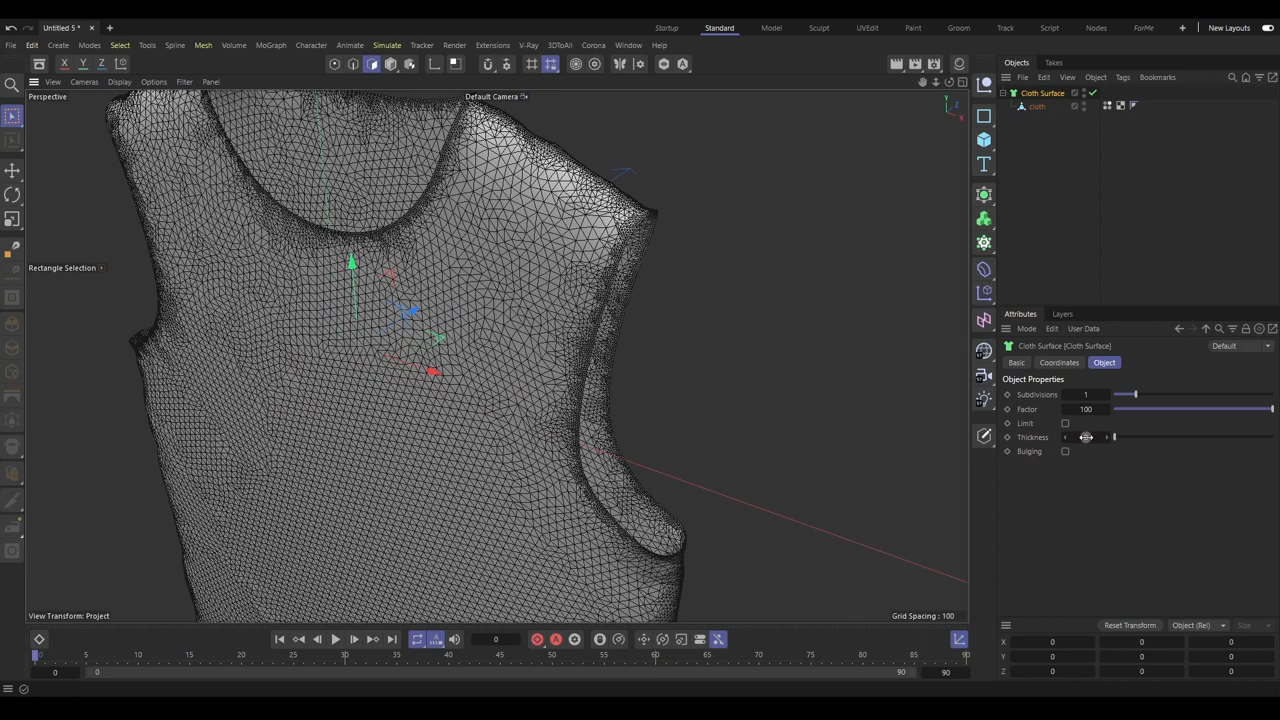 Untitled 5 *
Startup
Standard
Model
Sculpt
UVEdit
Paint
Groom
Track
Script
Nodes
ForMe
New Layouts
File Edit Create Modes Select Tools Spline Mesh Volume MoGraph Character Animate Simulate Tracker Render Extensions V-Ray 3DToAll Corona Window Help
X Y Z
View Cameras Display Options Filter Panel
Perspective
Default Camera
Rectangle Selection
View Transform: Project
Grid Spacing : 100
Objects Takes
File Edit View Object Tags Bookmarks
Cloth Surface
cloth
Attributes Layers
Mode Edit User Data
Cloth Surface [Cloth Surface]
Default
Basic Coordinates Object
Object Properties
Subdivisions 1
Factor 100
Limit
Thickness
Bulging
0
0 5 10 15 20 25 30 35 40 45 50 55 60 65 70 75 80 85 90
0 0 90 90
Reset Transform Object (Rel) Size
X 0 0 0
Y 0 0 0
Z 0 0 0